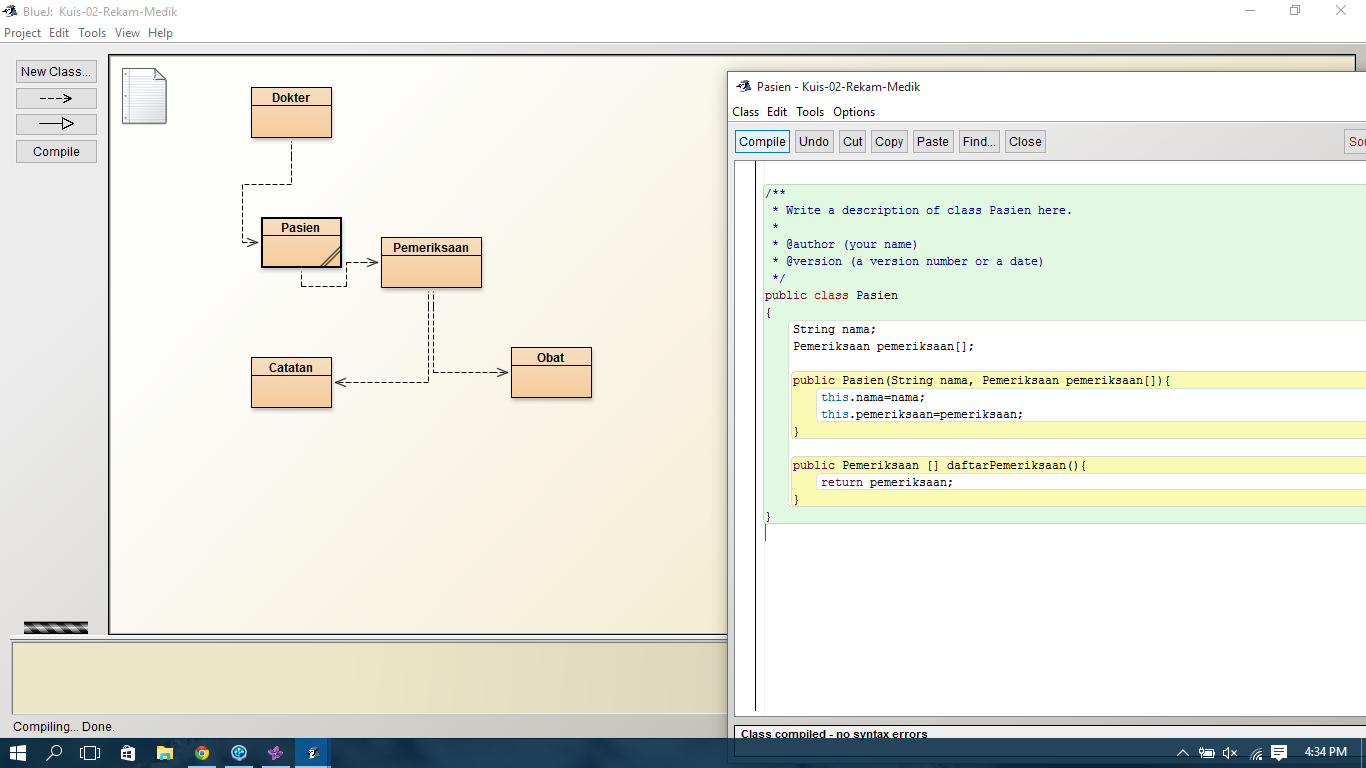 BlueJ: Kuis-02-Rekam-Medik
Project Edit Tools View Help
New Class...
Compile
Dokter
Pasien
Pemeriksaan
Catatan
Obat
Compiling... Done.
Pasien - Kuis-02-Rekam-Medik
Class Edit Tools Options
Compile Undo Cut Copy Paste Find... Close
/**
* Write a description of class Pasien here.
*
* @author (your name)
* @version (a version number or a date)
*/
public class Pasien
{
String nama;
Pemeriksaan pemeriksaan[];
public Pasien(String nama, Pemeriksaan pemeriksaan[]){
this.nama=nama;
this.pemeriksaan=pemeriksaan;
}
public Pemeriksaan [] daftarPemeriksaan(){
return pemeriksaan;
}
}
Class compiled - no syntax errors
4:34 PM